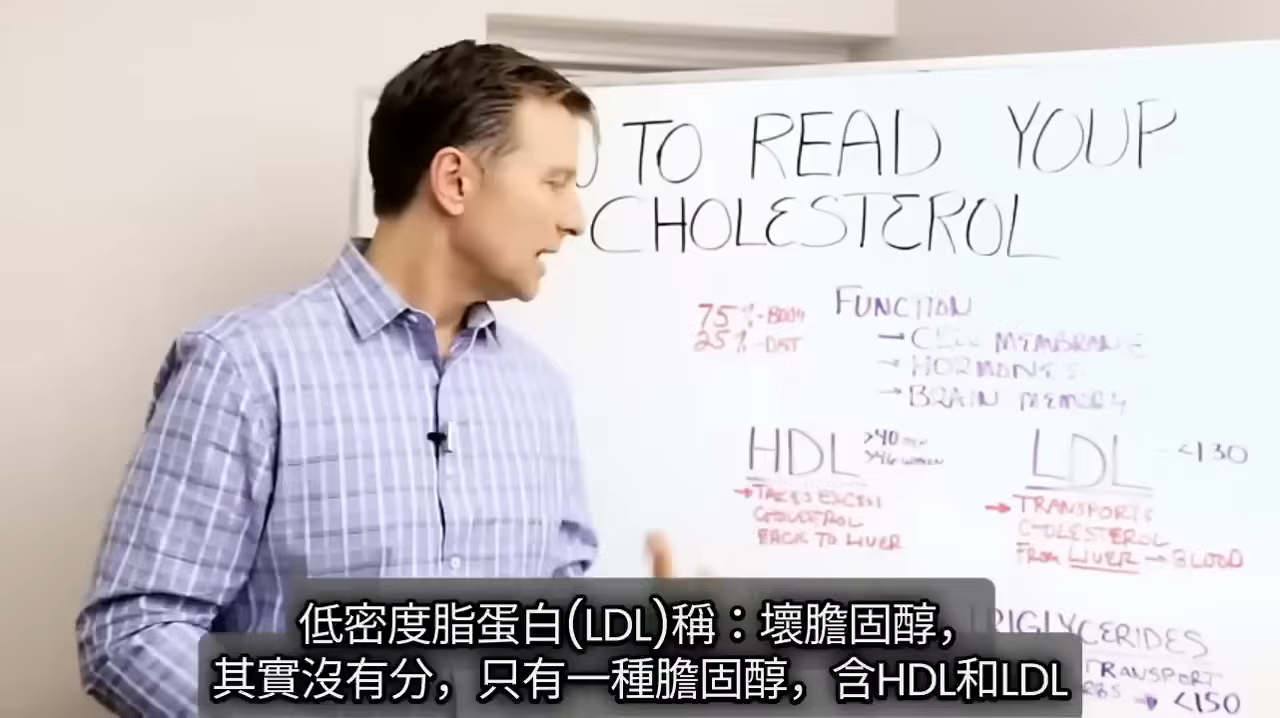 TO READ YOUR
CHOLESTEROL
75%-BODY
25%-DIET
FUNCTION
→CELL MEMBRANE
→HORMONES
→BRAIN MEMORY
HDL >40 men
>46 women
→TAKES EXCESS
CHOLESTROL
BACK TO LIVER
LDL - <130
→TRANSPORTS
CHOLESTEROL
FROM LIVER → BLOOD
RIGLYCERIDES
TRANSPORT
<150
低密度脂蛋白(LDL)稱：壞膽固醇，
其實沒有分，只有一種膽固醇，含HDL和LDL